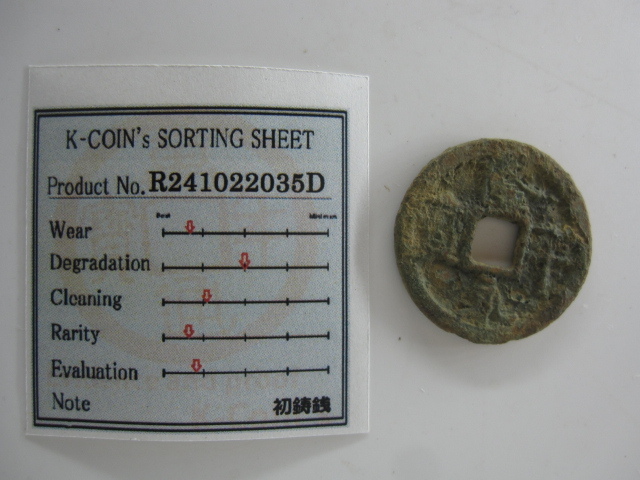 K-COIN's SORTING SHEET
Product No. R241022035D
Best Minimum
Wear
Degradation
Cleaning
Rarity
Evaluation
Note 初鋳銭